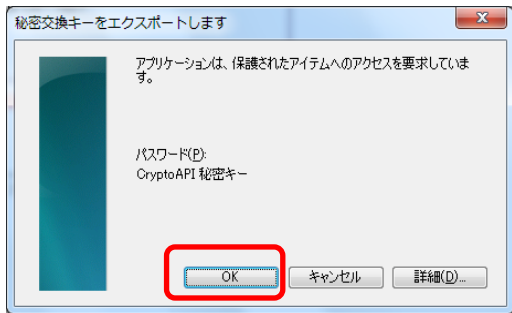 秘密交換キーをエクスポートします
アプリケーションは、保護されたアイテムへのアクセスを要求していま
す。
パスワード(P):
CryptoAPI 秘密キー
OK キャンセル 詳細(D)...